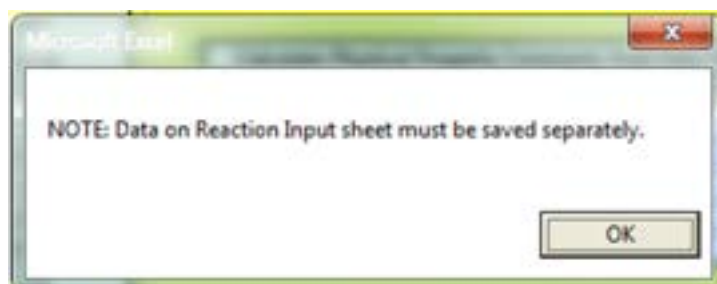 Microsoft Excel
NOTE: Data on Reaction Input sheet must be saved separately.
OK